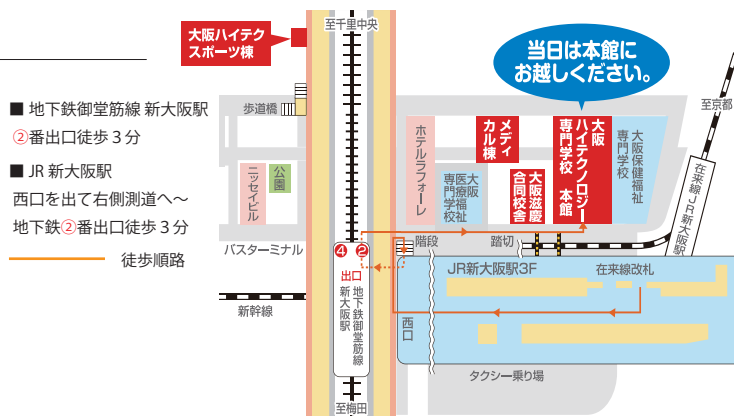 大阪ハイテク
スポーツ棟
至千里中央
当日は本館に
お越しください。
■ 地下鉄御堂筋線 新大阪駅
②番出口徒歩３分
■ JR 新大阪駅
西口を出て右側測道へ～
地下鉄②番出口徒歩３分
徒歩順路
歩道橋
至京都
ホテルラフォーレ
メディ
カル棟
大阪
ハイテクノロジー
専門学校 本館
大阪保健福祉
専門学校
ニッセイビル
公園
大阪
医療福祉
専門学校
大阪滋慶
合同校舎
在来線JR新大阪駅
バスターミナル
④
②
出口
階段
踏切
地下鉄御堂筋線
新大阪駅
JR新大阪駅3F
在来線改札
新幹線
西口
タクシー乗り場
至梅田